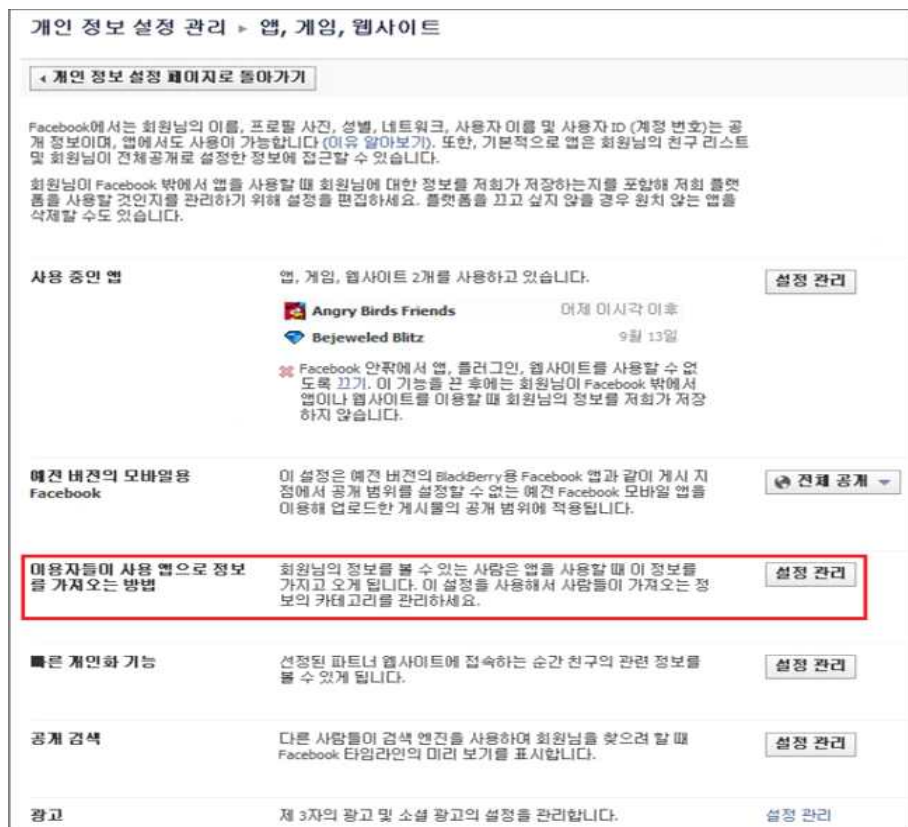 개인 정보 설정 관리 ▸ 앱, 게임, 웹사이트
◂ 개인 정보 설정 페이지로 돌아가기
Facebook에서는 회원님의 이름, 프로필 사진, 성별, 네트워크, 사용자 이름 및 사용자 ID (계정 번호)는 공
개 정보이며, 앱에서도 사용이 가능합니다 (이유 알아보기). 또한, 기본적으로 앱은 회원님의 친구 리스트
및 회원님이 전체공개로 설정한 정보에 접근할 수 있습니다.
회원님이 Facebook 밖에서 앱을 사용할 때 회원님에 대한 정보를 저희가 저장하는지를 포함해 저희 플랫
폼을 사용할 것인지를 관리하기 위해 설정을 편집하세요. 플랫폼을 끄고 싶지 않을 경우 원치 않는 앱을
삭제할 수도 있습니다.
사용 중인 앱
앱, 게임, 웹사이트 2개를 사용하고 있습니다.
설정 관리
Angry Birds Friends 어제 이시각 이후
Bejeweled Blitz 9월 13일
Facebook 안팎에서 앱, 플러그인, 웹사이트를 사용할 수 없
도록 끄기. 이 기능을 끈 후에는 회원님이 Facebook 밖에서
앱이나 웹사이트를 이용할 때 회원님의 정보를 저희가 저장
하지 않습니다.
예전 버전의 모바일용
Facebook
이 설정은 예전 버전의 BlackBerry용 Facebook 앱과 같이 게시 지
점에서 공개 범위를 설정할 수 없는 예전 Facebook 모바일 앱을
이용해 업로드한 게시물의 공개 범위에 적용됩니다.
전체 공개
이용자들이 사용 앱으로 정보
를 가져오는 방법
회원님의 정보를 볼 수 있는 사람은 앱을 사용할 때 이 정보를
가지고 오게 됩니다. 이 설정을 사용해서 사람들이 가져오는 정
보의 카테고리를 관리하세요.
설정 관리
빠른 개인화 기능
선정된 파트너 웹사이트에 접속하는 순간 친구의 관련 정보를
볼 수 있게 됩니다.
설정 관리
공개 검색
다른 사람들이 검색 엔진을 사용하여 회원님을 찾으려 할 때
Facebook 타임라인의 미리 보기를 표시합니다.
설정 관리
광고
제 3자의 광고 및 소셜 광고의 설정을 관리합니다.
설정 관리